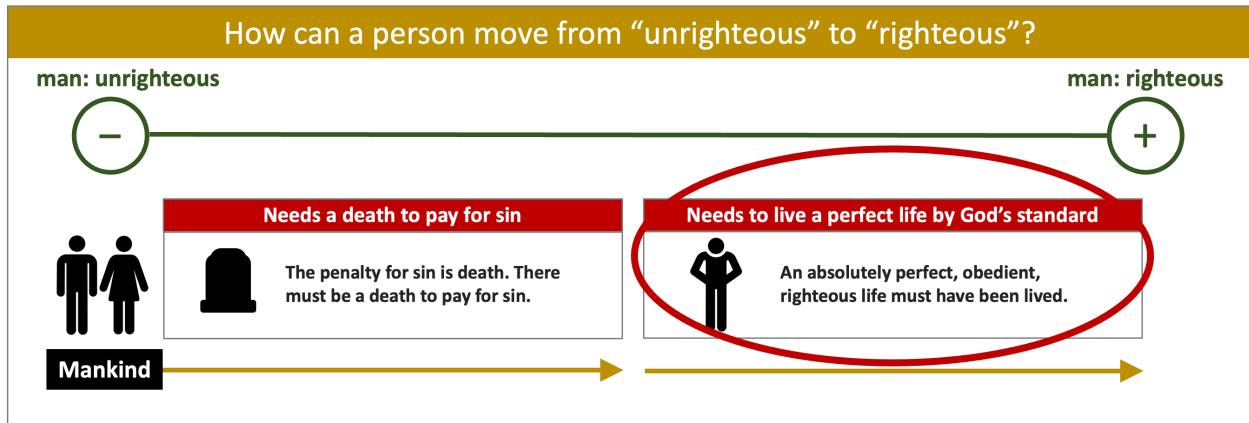 How can a person move from “unrighteous” to “righteous”?
man: unrighteous
man: righteous
−
+
Needs a death to pay for sin
The penalty for sin is death. There
must be a death to pay for sin.
Needs to live a perfect life by God’s standard
An absolutely perfect, obedient,
righteous life must have been lived.
Mankind